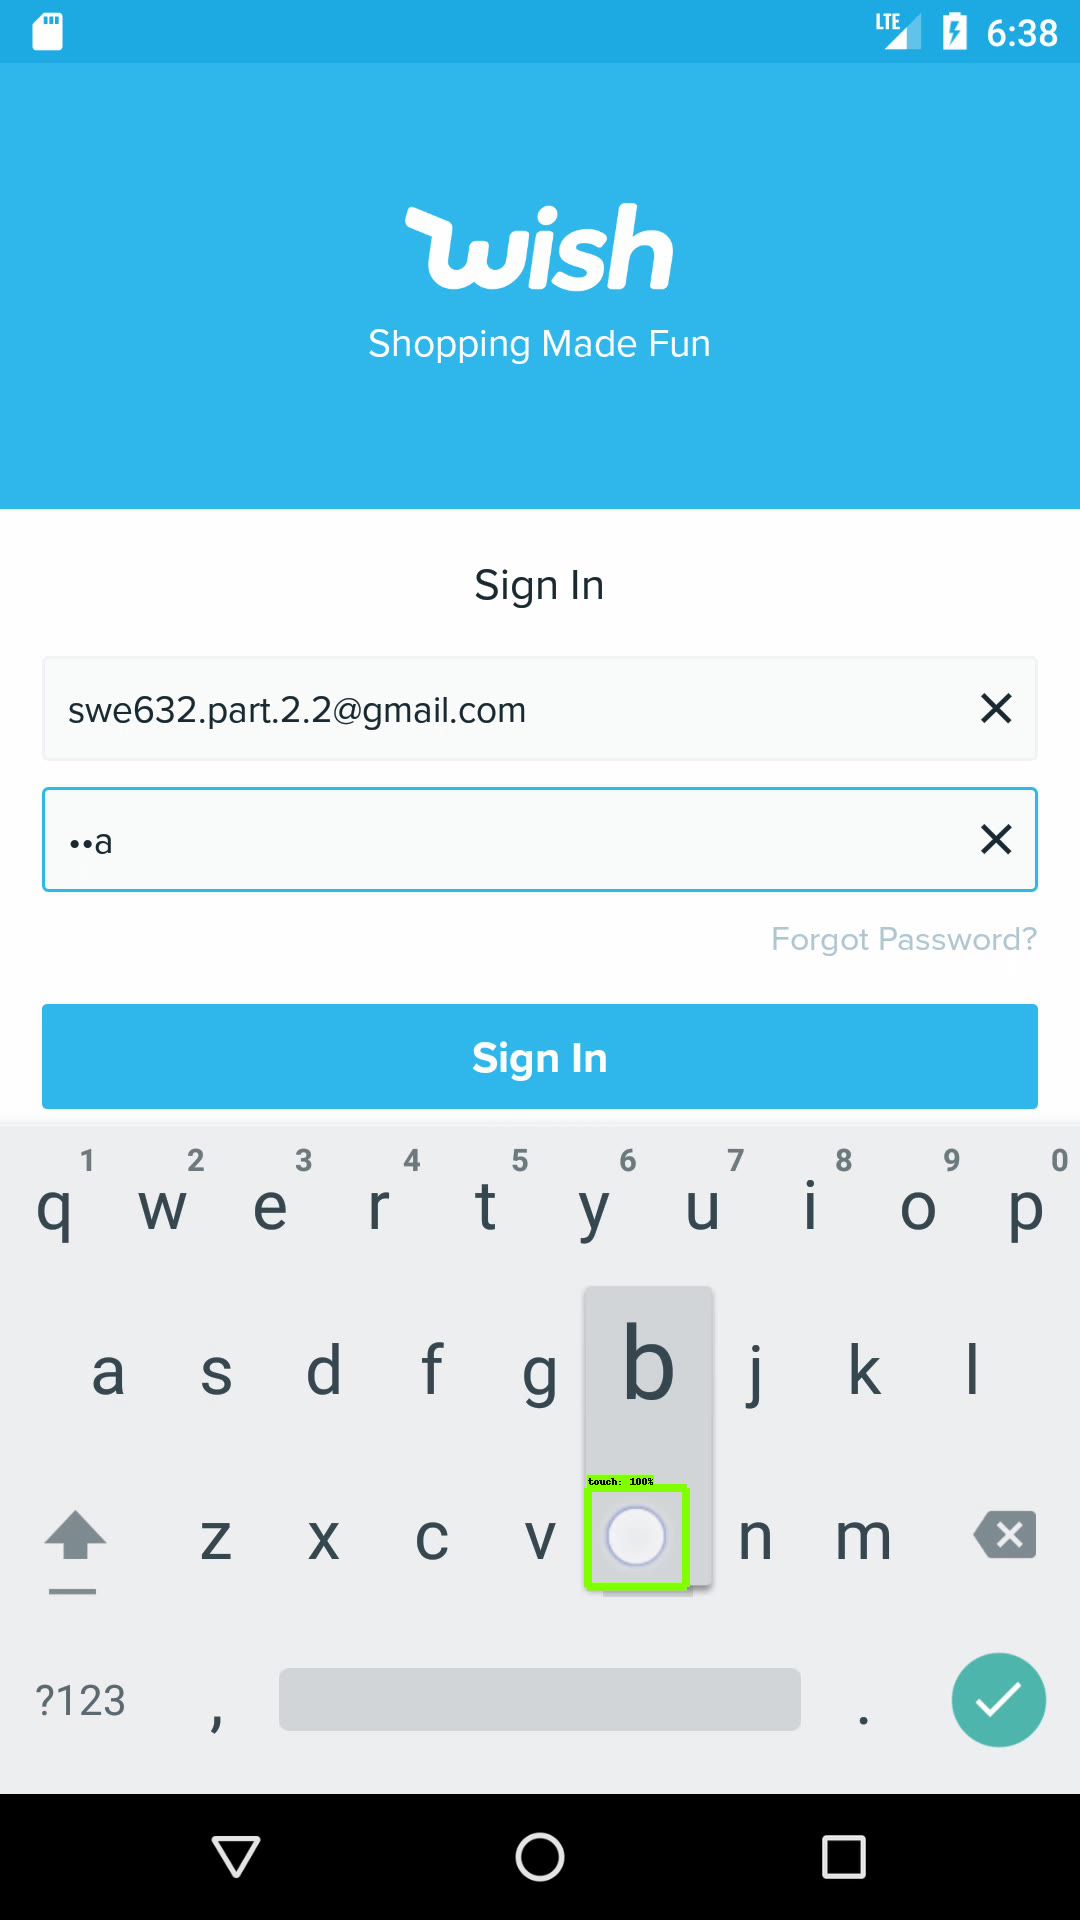 LTE 6:38
wish
Shopping Made Fun
Sign In
swe632.part.2.2@gmail.com
••a
Forgot Password?
Sign In
1 2 3 4 5 6 7 8 9 0
q w e r t y u i o p
a s d f g b j k l
touch: 100%
z x c v n m
?123 , .